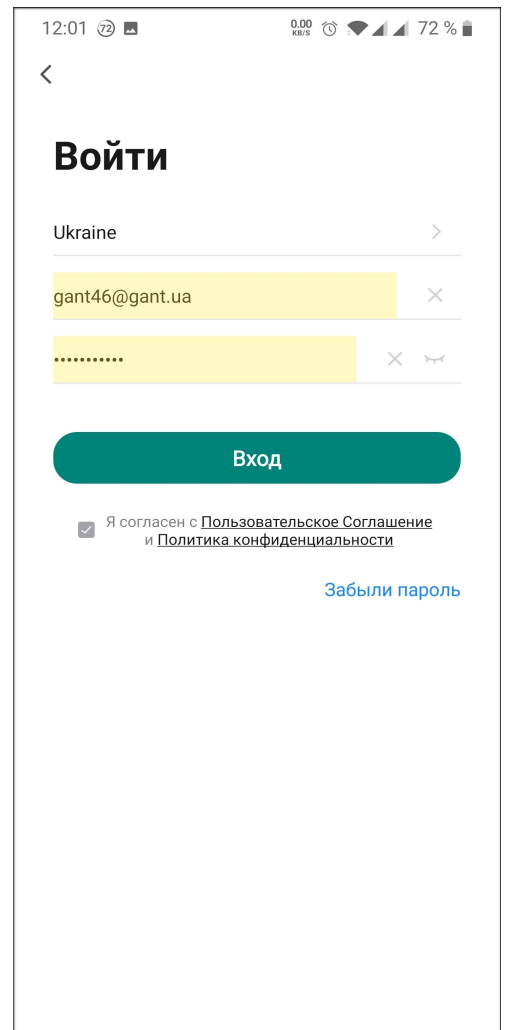 12:01 72 0.00 KB/S 72 %
Войти
Ukraine
gant46@gant.ua
•••••••••••
Вход
Я согласен с Пользовательское Соглашение
и Политика конфиденциальности
Забыли пароль